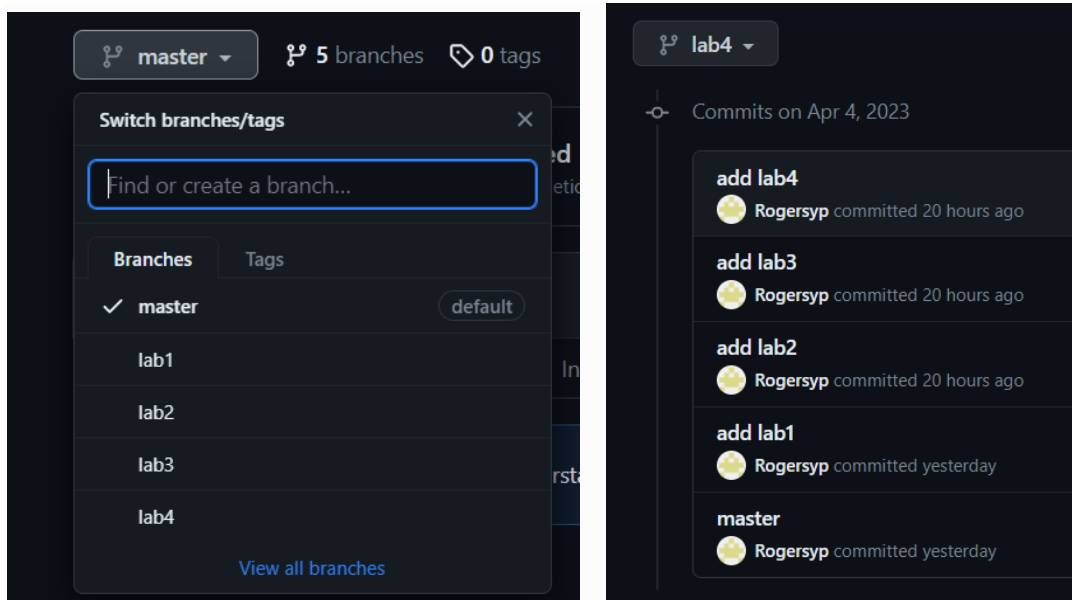 master
5 branches
0 tags
Switch branches/tags
Find or create a branch...
Branches
Tags
master
default
lab1
lab2
lab3
lab4
View all branches
lab4
Commits on Apr 4, 2023
add lab4
Rogersyp committed 20 hours ago
add lab3
Rogersyp committed 20 hours ago
add lab2
Rogersyp committed 20 hours ago
add lab1
Rogersyp committed yesterday
master
Rogersyp committed yesterday